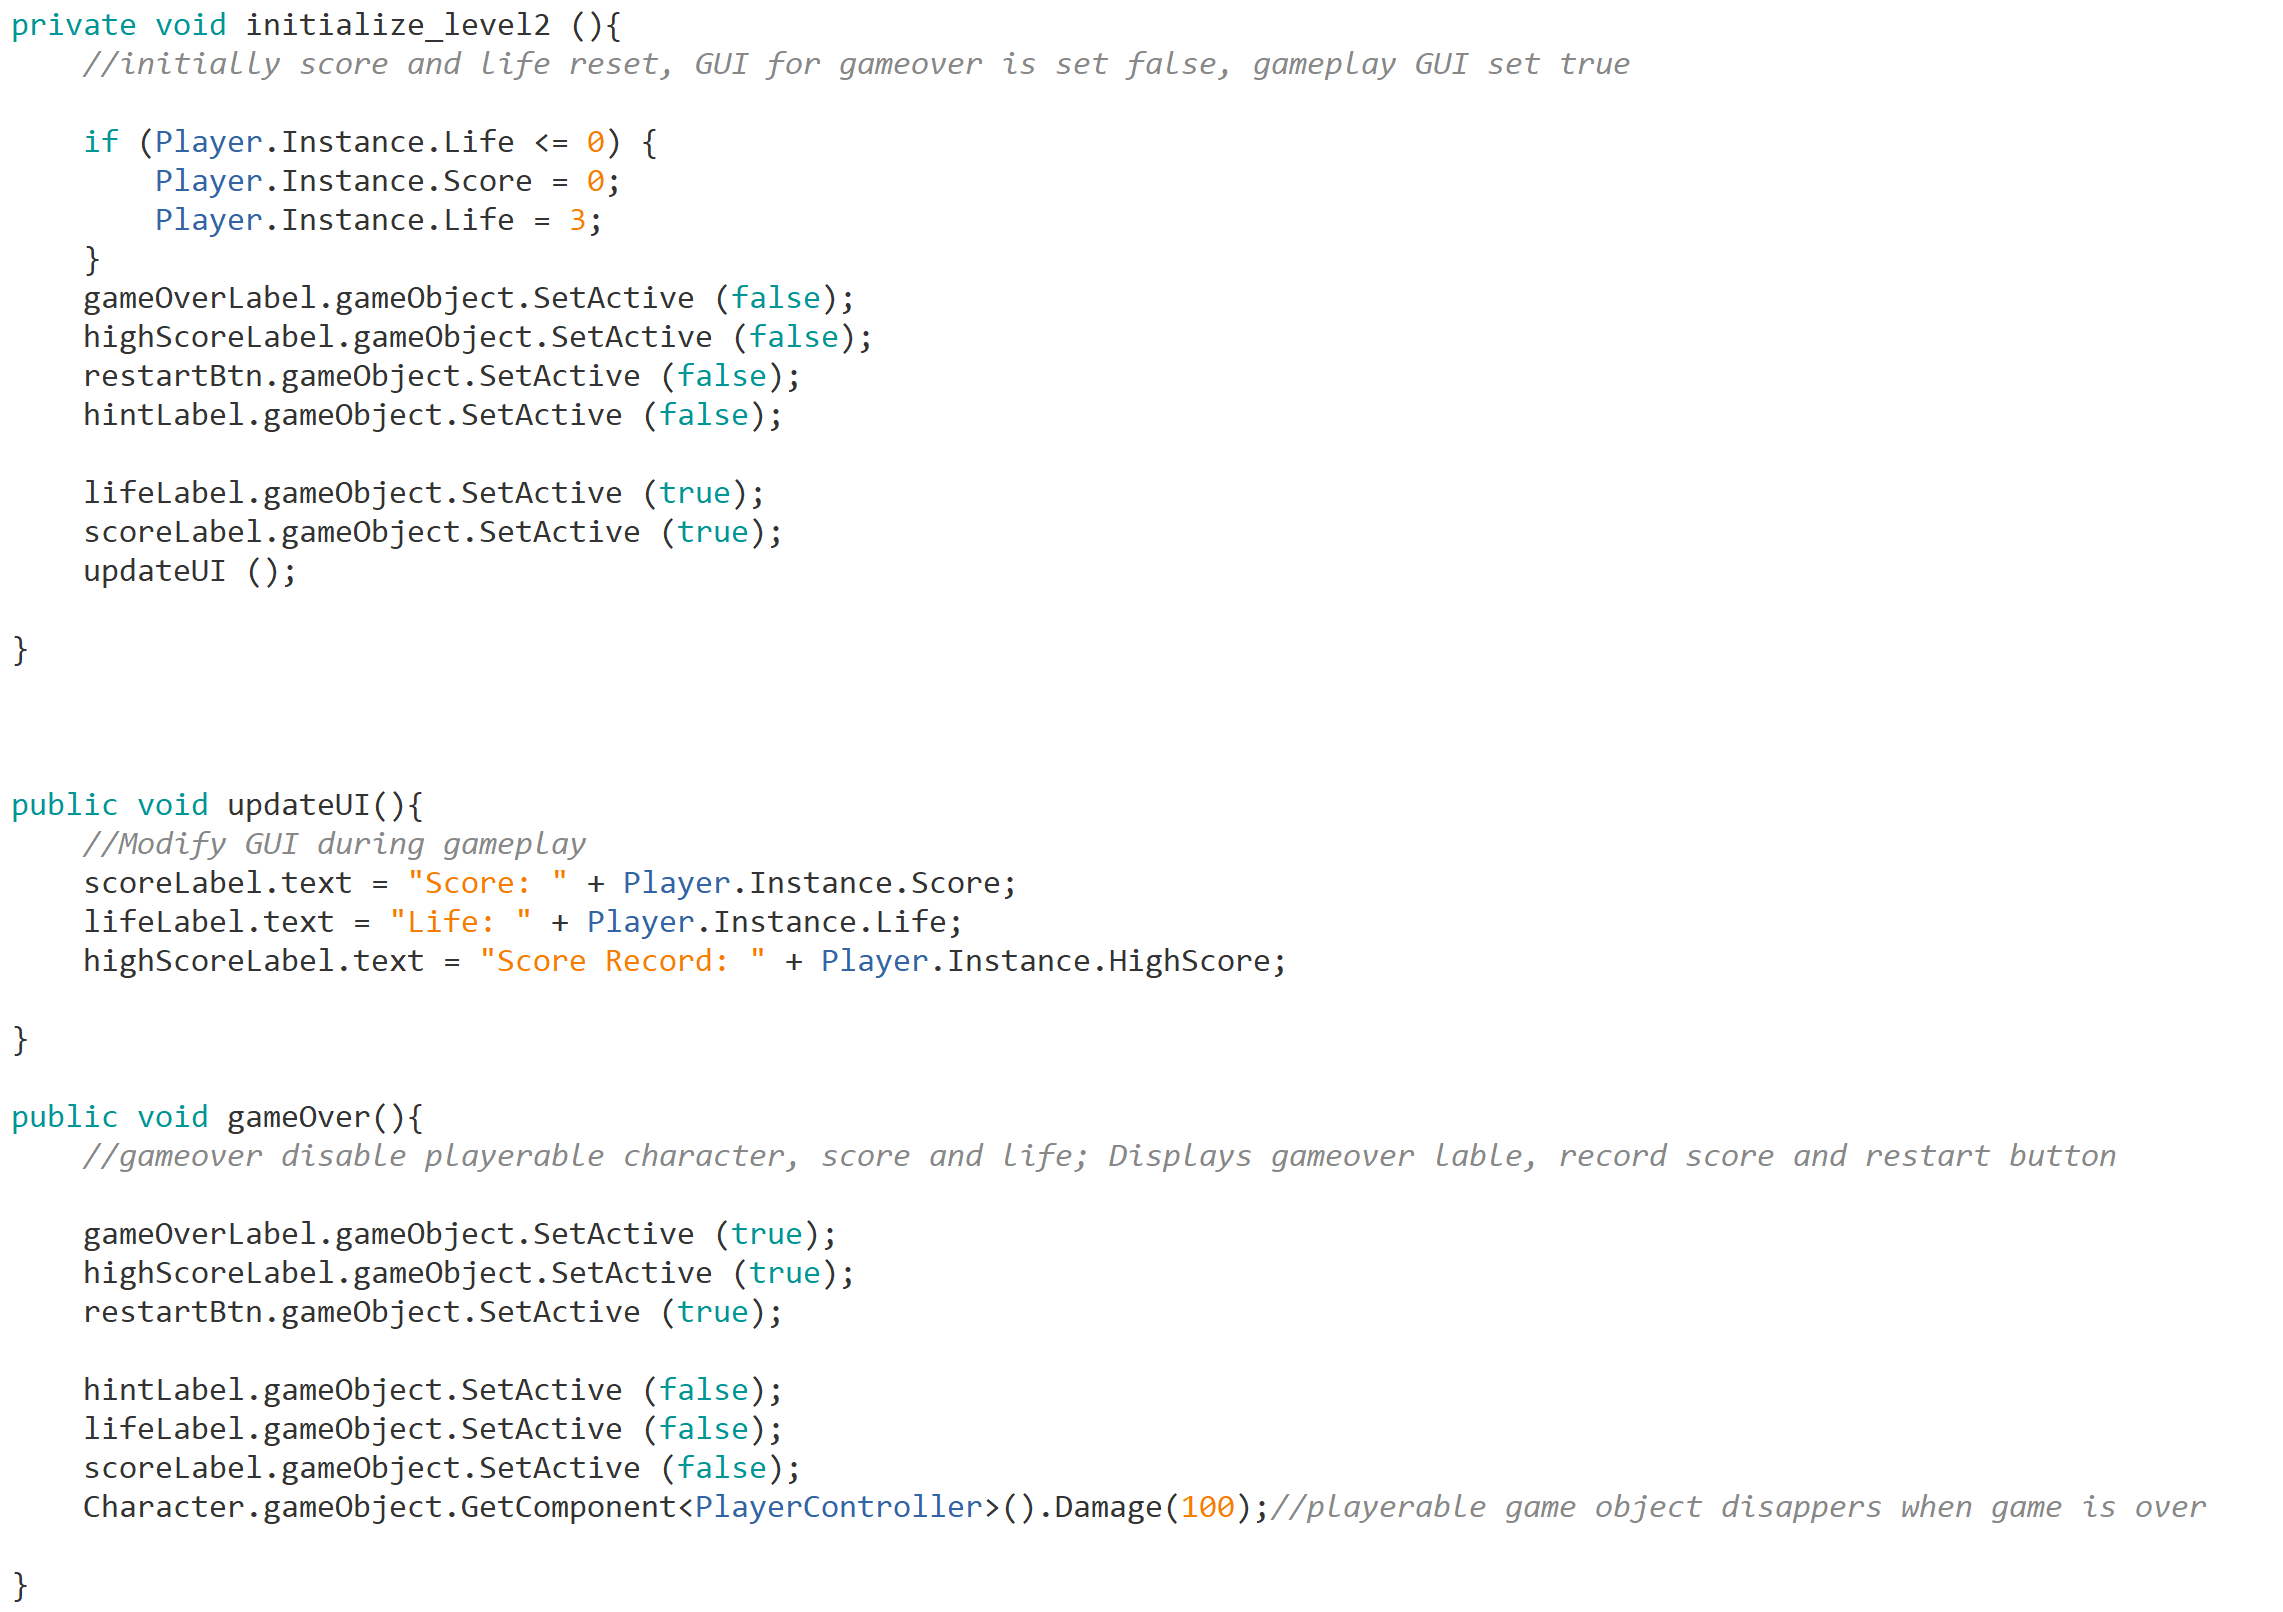 private void initialize_level2 (){
    //initially score and life reset, GUI for gameover is set false, gameplay GUI set true

    if (Player.Instance.Life <= 0) {
        Player.Instance.Score = 0;
        Player.Instance.Life = 3;
    }
    gameOverLabel.gameObject.SetActive (false);
    highScoreLabel.gameObject.SetActive (false);
    restartBtn.gameObject.SetActive (false);
    hintLabel.gameObject.SetActive (false);

    lifeLabel.gameObject.SetActive (true);
    scoreLabel.gameObject.SetActive (true);
    updateUI ();

}

public void updateUI(){
    //Modify GUI during gameplay
    scoreLabel.text = "Score: " + Player.Instance.Score;
    lifeLabel.text = "Life: " + Player.Instance.Life;
    highScoreLabel.text = "Score Record: " + Player.Instance.HighScore;

}

public void gameOver(){
    //gameover disable playerable character, score and life; Displays gameover lable, record score and restart button

    gameOverLabel.gameObject.SetActive (true);
    highScoreLabel.gameObject.SetActive (true);
    restartBtn.gameObject.SetActive (true);

    hintLabel.gameObject.SetActive (false);
    lifeLabel.gameObject.SetActive (false);
    scoreLabel.gameObject.SetActive (false);
    Character.gameObject.GetComponent<PlayerController>().Damage(100);//playerable game object disappers when game is over

}